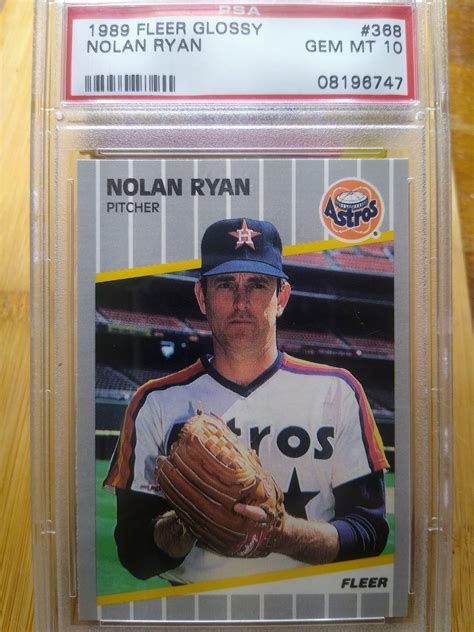 PSA
1989 FLEER GLOSSY #368
NOLAN RYAN GEM MT 10
08196747
NOLAN RYAN
PITCHER
Astros
H
stros
FLEER